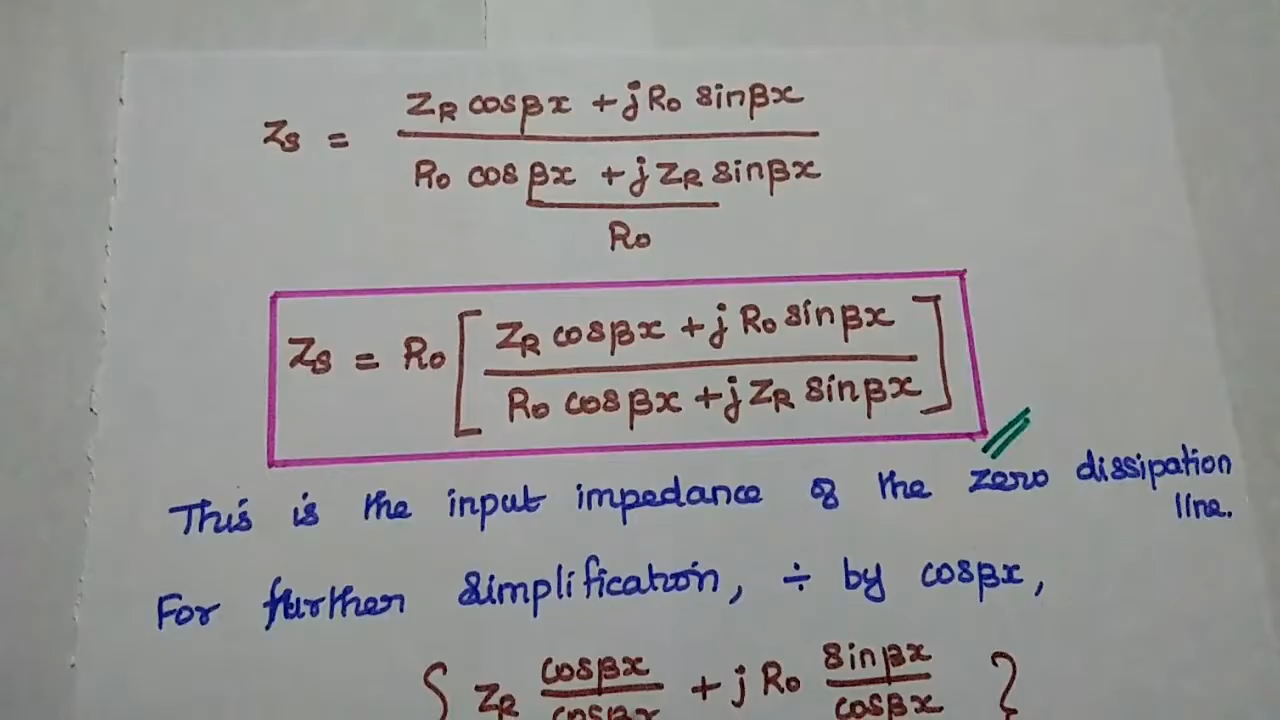 Zs = ZR cosβx + j R0 sinβx
R0 cosβx + j ZR sinβx
R0
Zs = R0 [ ZR cosβx + j R0 sinβx
R0 cosβx + j ZR sinβx ]
This is the input impedance of the zero dissipation
line.
For further simplification, ÷ by cosβx,
{ ZR cosβx + j R0 sinβx }
cosβx cosβx